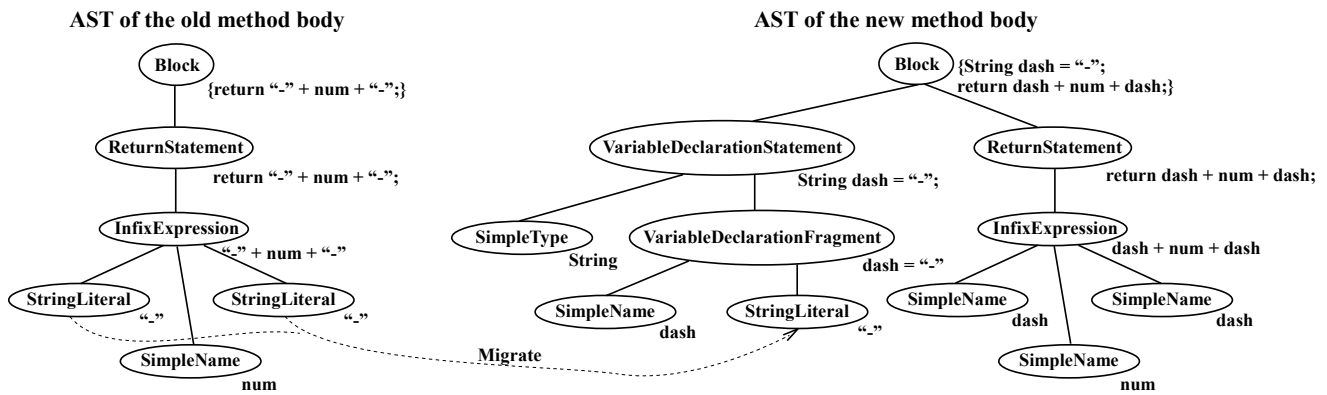 AST of the old method body
AST of the new method body
Block
{return “-” + num + “-”;}
ReturnStatement
return “-” + num + “-”;
InfixExpression
“-” + num + “-”
StringLiteral
“-”
StringLiteral
“-”
SimpleName
num
Migrate
Block
{String dash = “-”;
return dash + num + dash;}
VariableDeclarationStatement
String dash = “-”;
SimpleType
String
VariableDeclarationFragment
dash = “-”
SimpleName
dash
StringLiteral
“-”
ReturnStatement
return dash + num + dash;
InfixExpression
dash + num + dash
SimpleName
dash
SimpleName
dash
SimpleName
num